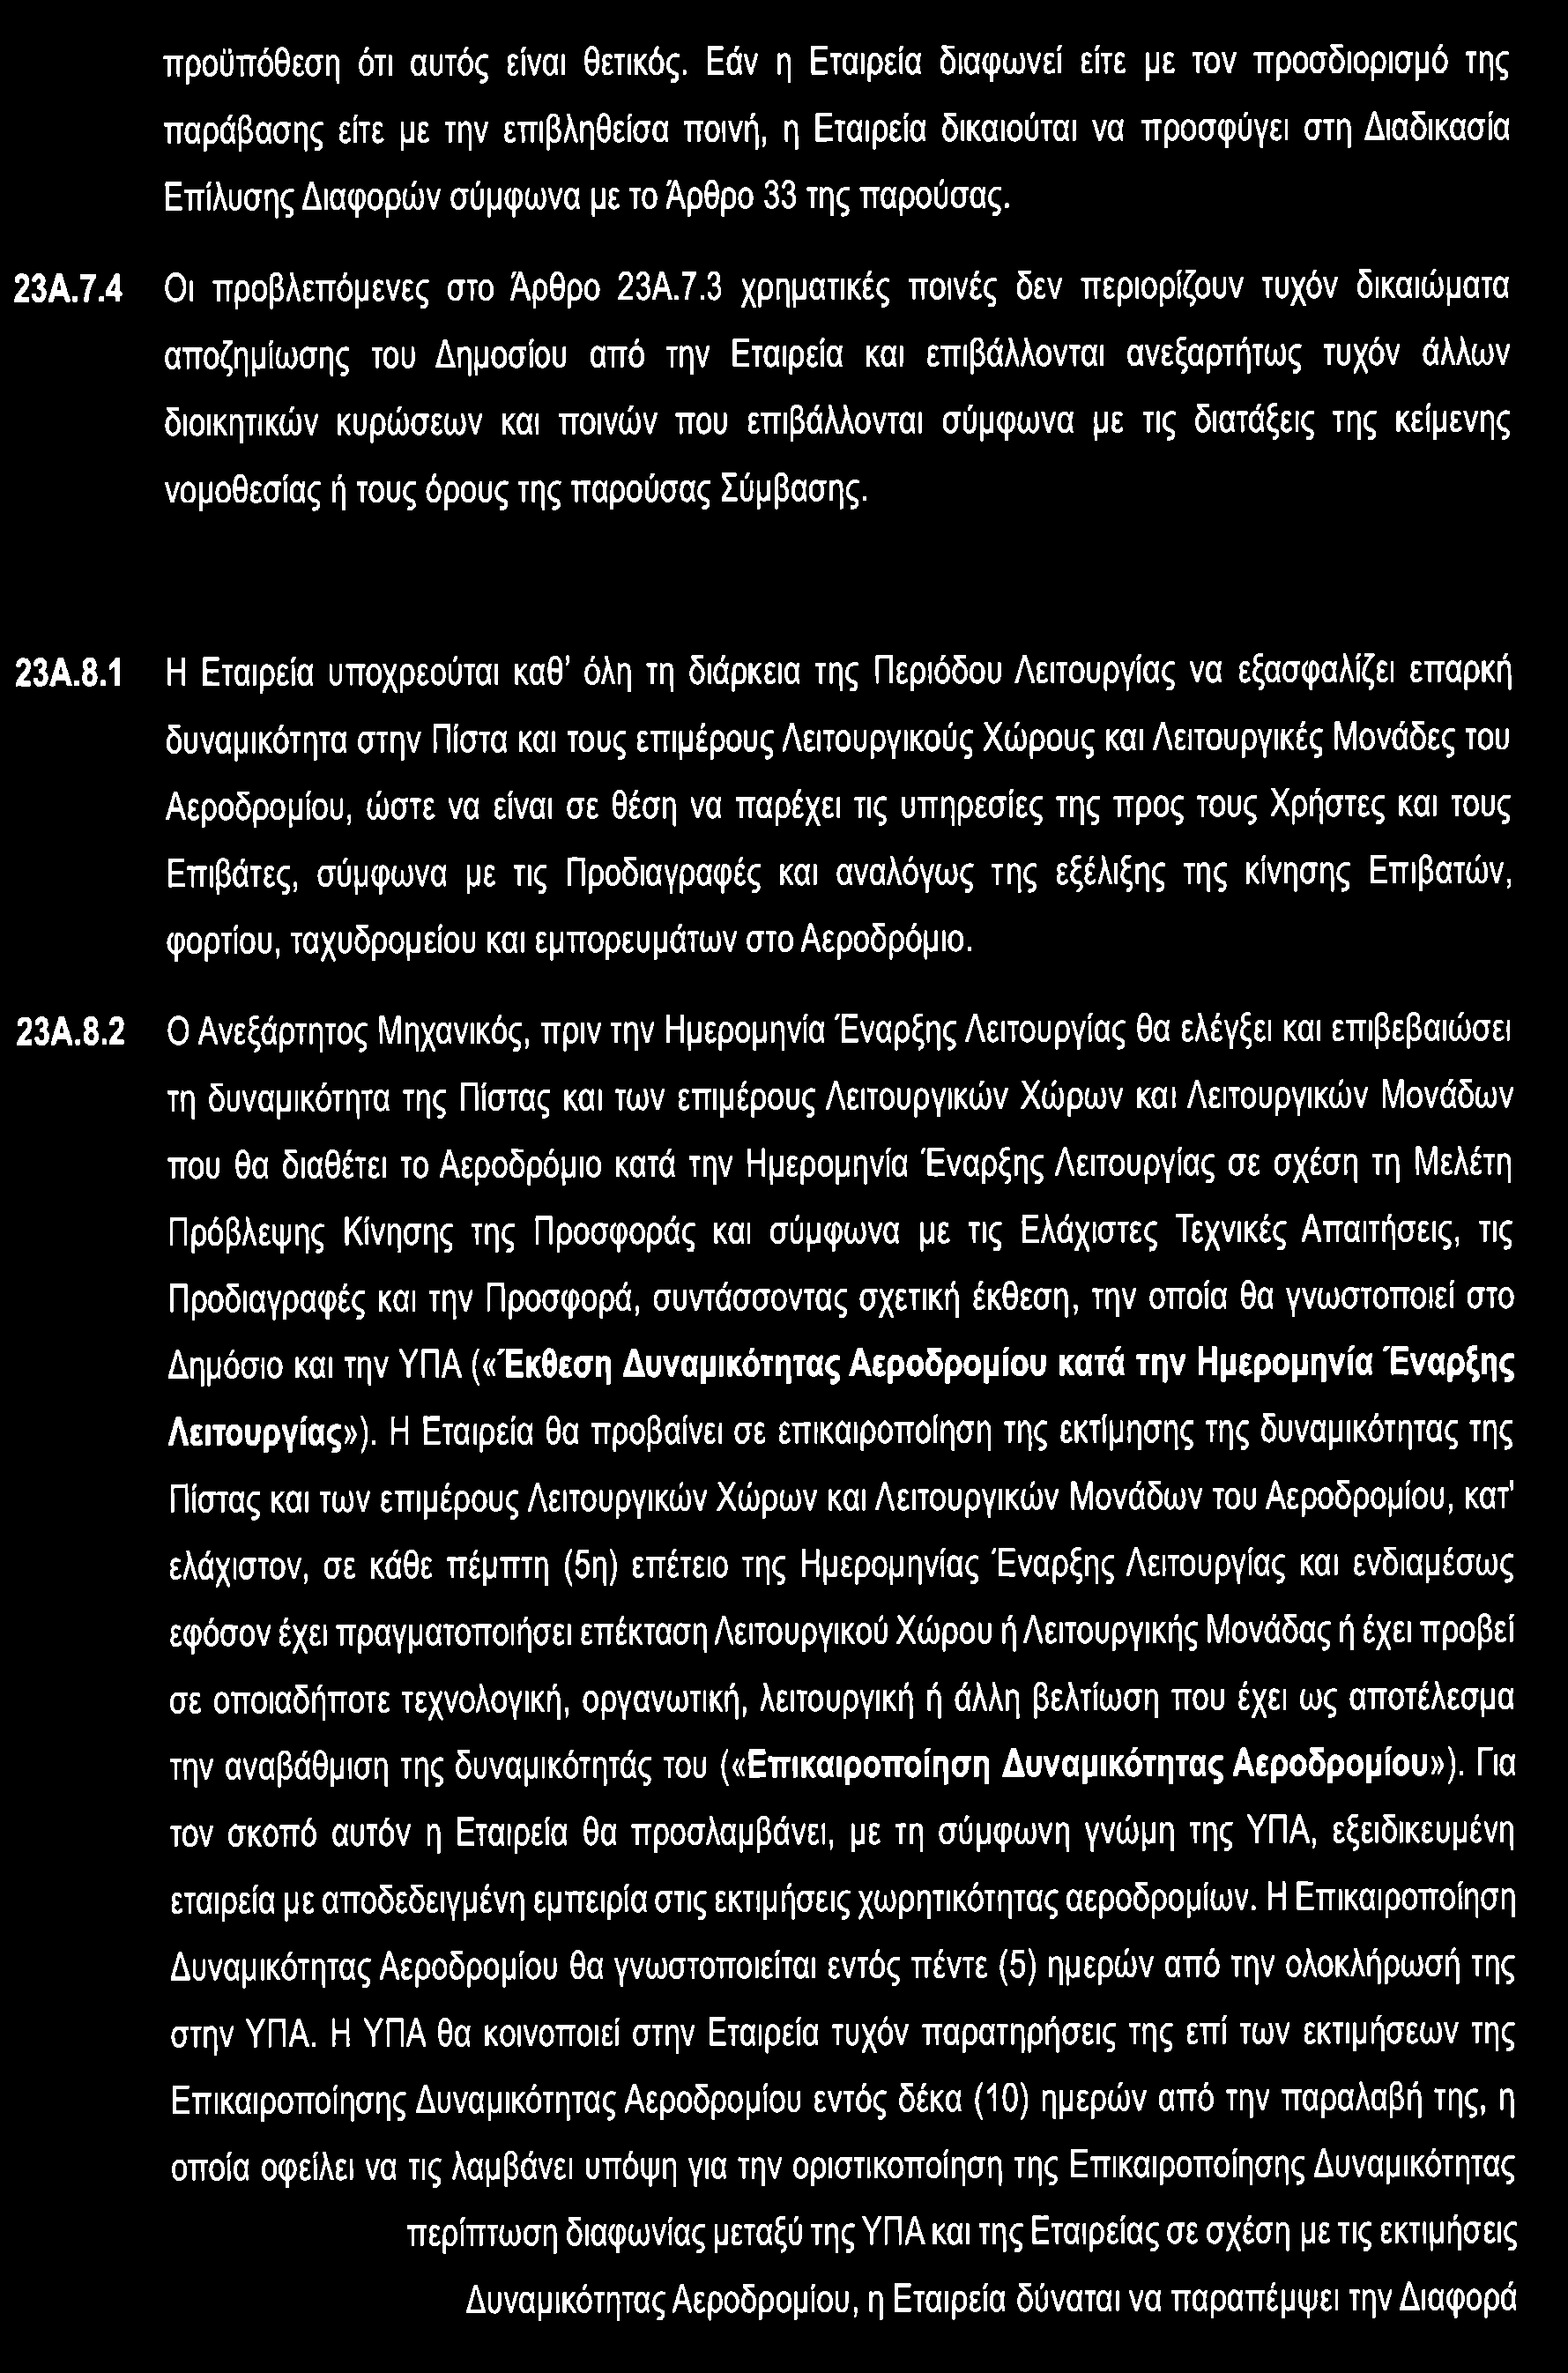 προϋπόθεση ότι αυτός είναι θετικός. Εάν η Εταιρεία διαφωνεί είτε με τον προσδιορισμό της
παράβασης είτε με την επιβληθείσα ποινή, η Εταιρεία δικαιούται να προσφύγει στη Διαδικασία
Επίλυσης Διαφορών σύμφωνα με το Άρθρο 33 της παρούσας.
23Α.7.4 Οι προβλεπόμενες στο Άρθρο 23Α.7.3 χρηματικές ποινές δεν περιορίζουν τυχόν δικαιώματα
αποζημίωσης του Δημοσίου από την Εταιρεία και επιβάλλονται ανεξαρτήτως τυχόν άλλων
διοικητικών κυρώσεων και ποινών που επιβάλλονται σύμφωνα με τις διατάξεις της κείμενης
νομοθεσίας ή τους όρους της παρούσας Σύμβασης.
23Α.8.1 Η Εταιρεία υποχρεούται καθ’ όλη τη διάρκεια της Περιόδου Λειτουργίας να εξασφαλίζει επαρκή
δυναμικότητα στην Πίστα και τους επιμέρους Λειτουργικούς Χώρους και Λειτουργικές Μονάδες του
Αεροδρομίου, ώστε να είναι σε θέση να παρέχει τις υπηρεσίες της προς τους Χρήστες και τους
Επιβάτες, σύμφωνα με τις Προδιαγραφές και αναλόγως της εξέλιξης της κίνησης Επιβατών,
φορτίου, ταχυδρομείου και εμπορευμάτων στο Αεροδρόμιο.
23Α.8.2 Ο Ανεξάρτητος Μηχανικός, πριν την Ημερομηνία Έναρξης Λειτουργίας θα ελέγξει και επιβεβαιώσει
τη δυναμικότητα της Πίστας και των επιμέρους Λειτουργικών Χώρων και Λειτουργικών Μονάδων
που θα διαθέτει το Αεροδρόμιο κατά την Ημερομηνία Έναρξης Λειτουργίας σε σχέση τη Μελέτη
Πρόβλεψης Κίνησης της Προσφοράς και σύμφωνα με τις Ελάχιστες Τεχνικές Απαιτήσεις, τις
Προδιαγραφές και την Προσφορά, συντάσσοντας σχετική έκθεση, την οποία θα γνωστοποιεί στο
Δημόσιο και την ΥΠΑ («Έκθεση Δυναμικότητας Αεροδρομίου κατά την Ημερομηνία Έναρξης
Λειτουργίας»). Η Εταιρεία θα προβαίνει σε επικαιροποίηση της εκτίμησης της δυναμικότητας της
Πίστας και των επιμέρους Λειτουργικών Χώρων και Λειτουργικών Μονάδων του Αεροδρομίου, κατ'
ελάχιστον, σε κάθε πέμπτη (5η) επέτειο της Ημερομηνίας Έναρξης Λειτουργίας και ενδιαμέσως
εφόσον έχει πραγματοποιήσει επέκταση Λειτουργικού Χώρου ή Λειτουργικής Μονάδας ή έχει προβεί
σε οποιαδήποτε τεχνολογική, οργανωτική, λειτουργική ή άλλη βελτίωση που έχει ως αποτέλεσμα
την αναβάθμιση της δυναμικότητάς του («Επικαιροποίηση Δυναμικότητας Αεροδρομίου»). Για
τον σκοπό αυτόν η Εταιρεία θα προσλαμβάνει, με τη σύμφωνη γνώμη της ΥΠΑ, εξειδικευμένη
εταιρεία με αποδεδειγμένη εμπειρία στις εκτιμήσεις χωρητικότητας αεροδρομίων. Η Επικαιροποίηση
Δυναμικότητας Αεροδρομίου θα γνωστοποιείται εντός πέντε (5) ημερών από την ολοκλήρωσή της
στην ΥΠΑ. Η ΥΠΑ θα κοινοποιεί στην Εταιρεία τυχόν παρατηρήσεις της επί των εκτιμήσεων της
Επικαιροποίησης Δυναμικότητας Αεροδρομίου εντός δέκα (10) ημερών από την παραλαβή της, η
οποία οφείλει να τις λαμβάνει υπόψη για την οριστικοποίηση της Επικαιροποίησης Δυναμικότητας
περίπτωση διαφωνίας μεταξύ της ΥΠΑ και της Εταιρείας σε σχέση με τις εκτιμήσεις
Δυναμικότητας Αεροδρομίου, η Εταιρεία δύναται να παραπέμψει την Διαφορά